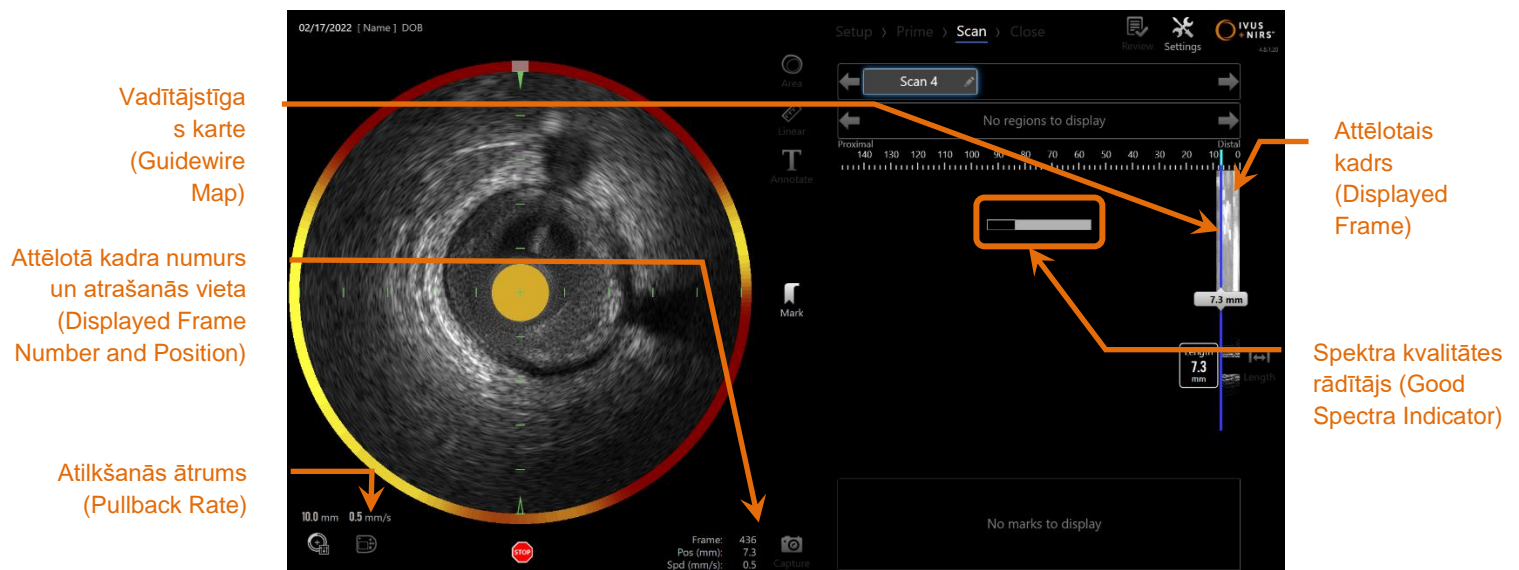 02/17/2022 [ Name ] DOB
Setup > Prime > Scan > Close
Review
Settings
IVUS
+NIRS™
4.8.1.20
Vadītājstīga
s karte
(Guidewire
Map)
Attēlotā kadra numurs
un atrašanās vieta
(Displayed Frame
Number and Position)
Atilkšanās ātrums
(Pullback Rate)
10.0 mm 0.5 mm/s
STOP
Frame: 436
Pos (mm): 7.3
Spd (mm/s): 0.5
Area
Linear
T
Annotate
Mark
Capture
Scan 4
No regions to display
Proximal
Distal
140 130 120 110 100 90 80 70 60 50 40 30 20 10 0
7.3 mm
Length
7.3
mm
Length
No marks to display
Attēlotais
kadrs
(Displayed
Frame)
Spektra kvalitātes
rādītājs (Good
Spectra Indicator)